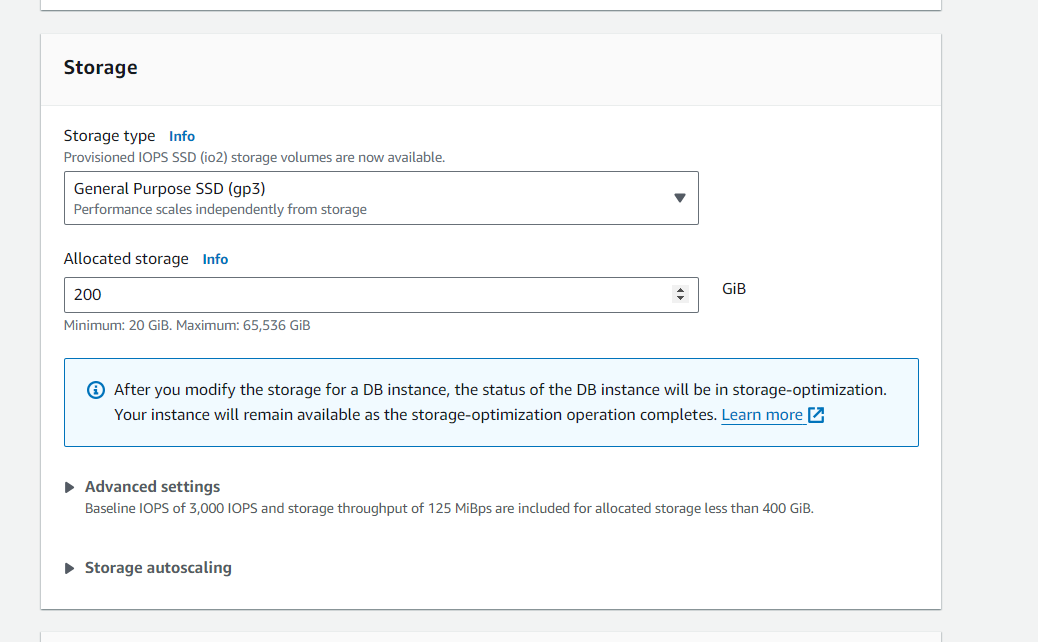 Storage
Storage type Info
Provisioned IOPS SSD (io2) storage volumes are now available.
General Purpose SSD (gp3)
Performance scales independently from storage
Allocated storage Info
200
GiB
Minimum: 20 GiB. Maximum: 65,536 GiB
After you modify the storage for a DB instance, the status of the DB instance will be in storage-optimization.
Your instance will remain available as the storage-optimization operation completes. Learn more
Advanced settings
Baseline IOPS of 3,000 IOPS and storage throughput of 125 MiBps are included for allocated storage less than 400 GiB.
Storage autoscaling